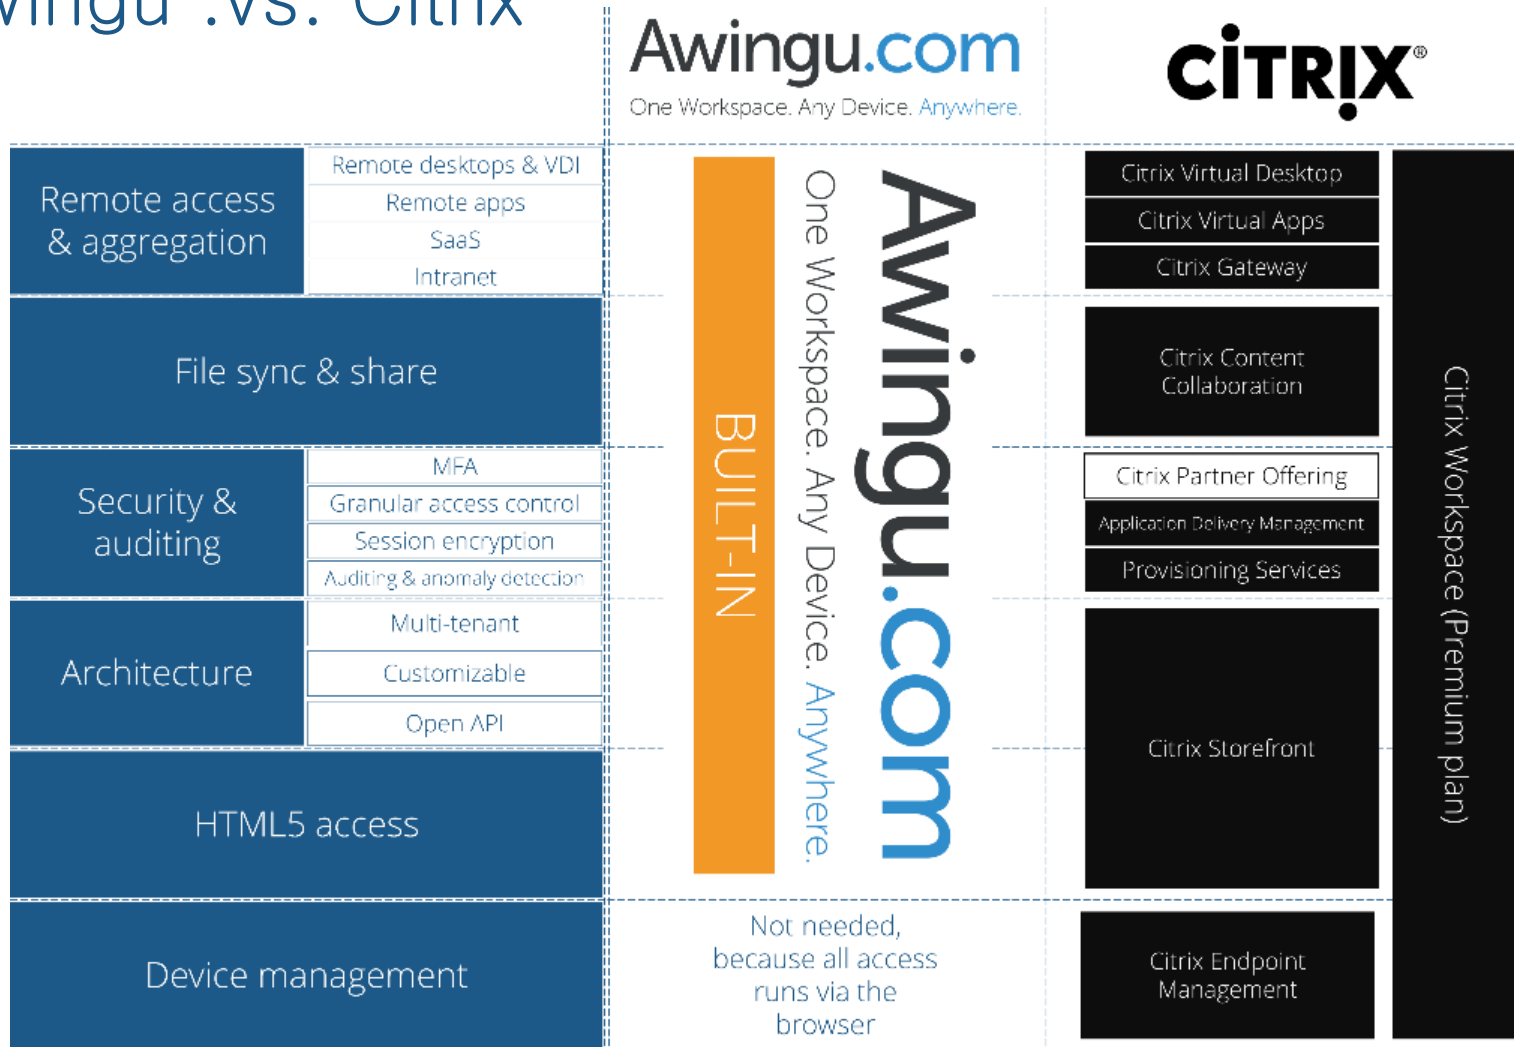 wingu .vs. Citrix
Awingu.com
One Workspace. Any Device. Anywhere.
CiTRIX®
Remote access
& aggregation
Remote desktops & VDI
Remote apps
SaaS
Intranet
File sync & share
Security &
auditing
MFA
Granular access control
Session encryption
Auditing & anomaly detection
Architecture
Multi-tenant
Customizable
Open API
HTML5 access
Device management
BUILT-IN
One Workspace. Any Device. Anywhere.
Awingu.com
Not needed,
because all access
runs via the
browser
Citrix Virtual Desktop
Citrix Virtual Apps
Citrix Gateway
Citrix Content
Collaboration
Citrix Partner Offering
Application Delivery Management
Provisioning Services
Citrix Storefront
Citrix Endpoint
Management
Citrix Workspace (Premium plan)